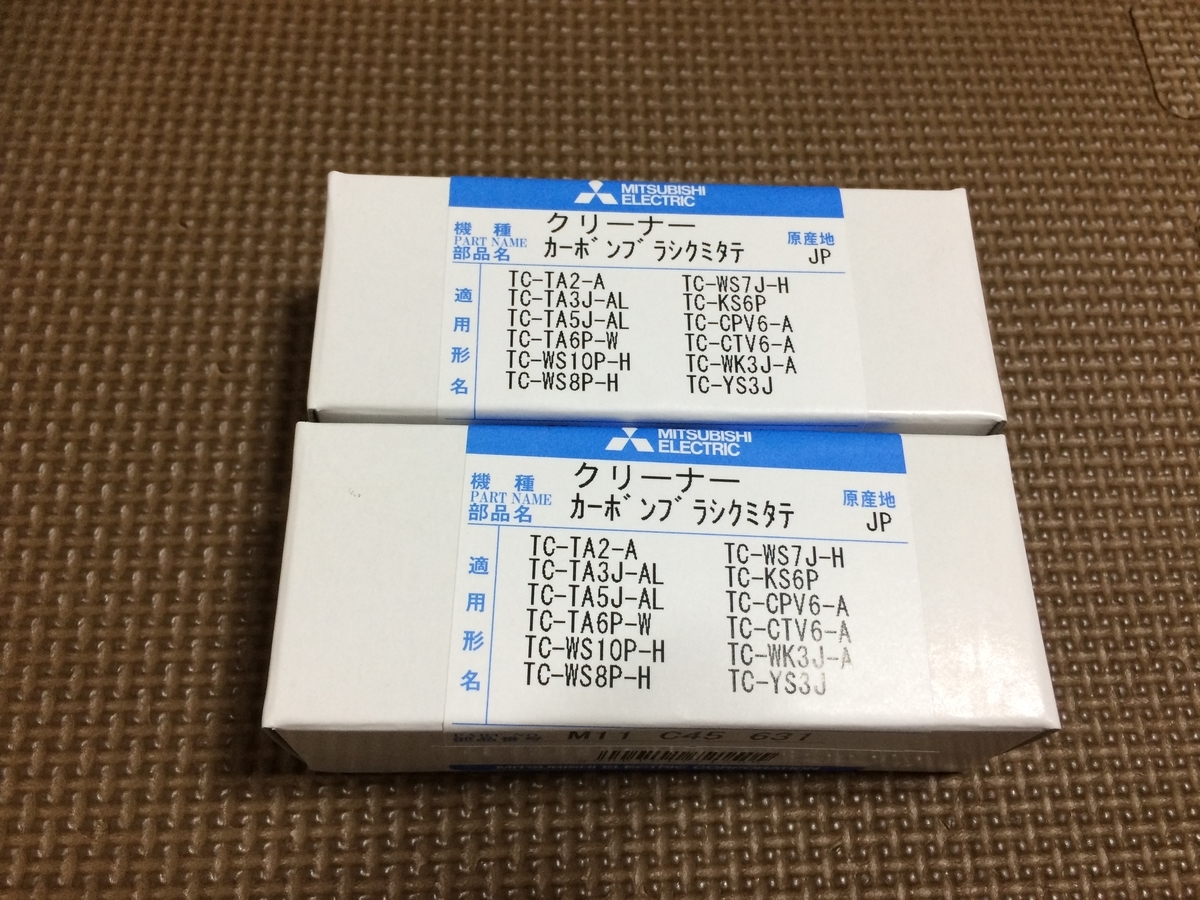 MITSUBISHI
ELECTRIC
機種 クリーナー
PART NAME
部品名 カーボンブラシクミタテ
原産地
JP
適用形名
TC-TA2-A TC-WS7J-H
TC-TA3J-AL TC-KS6P
TC-TA5J-AL TC-CPV6-A
TC-TA6P-W TC-CTV6-A
TC-WS10P-H TC-WK3J-A
TC-WS8P-H TC-YS3J
MITSUBISHI
ELECTRIC
機種 クリーナー
PART NAME
部品名 カーボンブラシクミタテ
原産地
JP
適用形名
TC-TA2-A TC-WS7J-H
TC-TA3J-AL TC-KS6P
TC-TA5J-AL TC-CPV6-A
TC-TA6P-W TC-CTV6-A
TC-WS10P-H TC-WK3J-A
TC-WS8P-H TC-YS3J
M11 C45 631